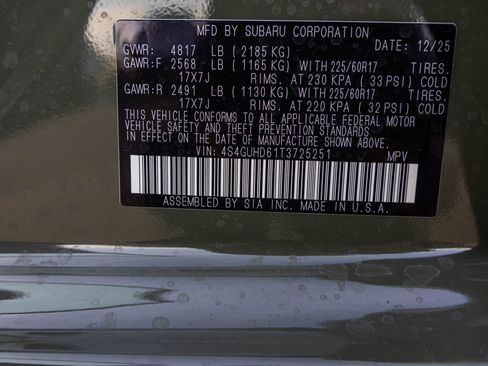 MFD BY SUBARU CORPORATION
GVWR: 4817 LB ( 2185 KG) DATE: 12/25
GAWR:F. 2568 LB ( 1165 KG) WITH 225/60R17 TIRES.
17X7J RIMS. AT 230 KPA ( 33 PSI) COLD
GAWR:R 2491 LB ( 1130 KG) WITH 225/60R17 TIRES.
17X7J RIMS. AT 220 KPA ( 32 PSI) COLD
THIS VEHICLE CONFORMS TO ALL APPLICABLE FEDERAL MOTOR
VEHICLE SAFETY AND THEFT PREVENTION STANDARDS
IN EFFECT ON THE DATE OF MANUFACTURE SHOWN ABOVE.
VIN: 4S4GUHD61T3725251 MPV
ASSEMBLED BY SIA INC. MADE IN U.S.A.